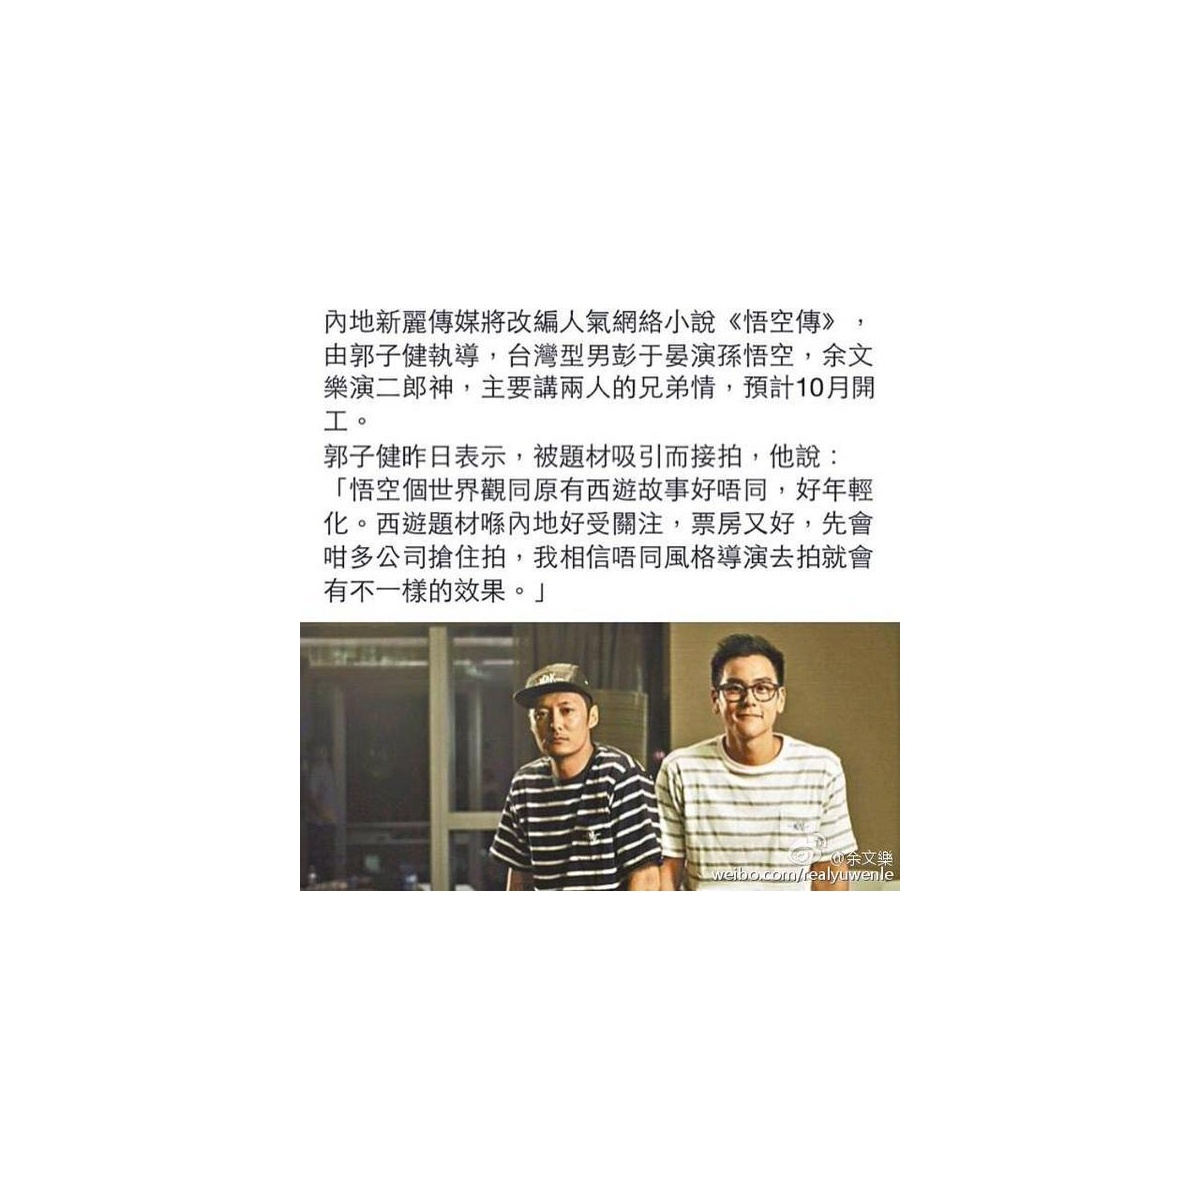 內地新麗傳媒將改編人氣網絡小說《悟空傳》，
由郭子健執導，台灣型男彭于晏演孫悟空，余文
樂演二郎神，主要講兩人的兄弟情，預計10月開
工。
郭子健昨日表示，被題材吸引而接拍，他說：
「悟空個世界觀同原有西遊故事好唔同，好年輕
化。西遊題材喺內地好受關注，票房又好，先會
咁多公司搶住拍，我相信唔同風格導演去拍就會
有不一樣的效果。」
@余文樂
weibo.com/realyuwenle